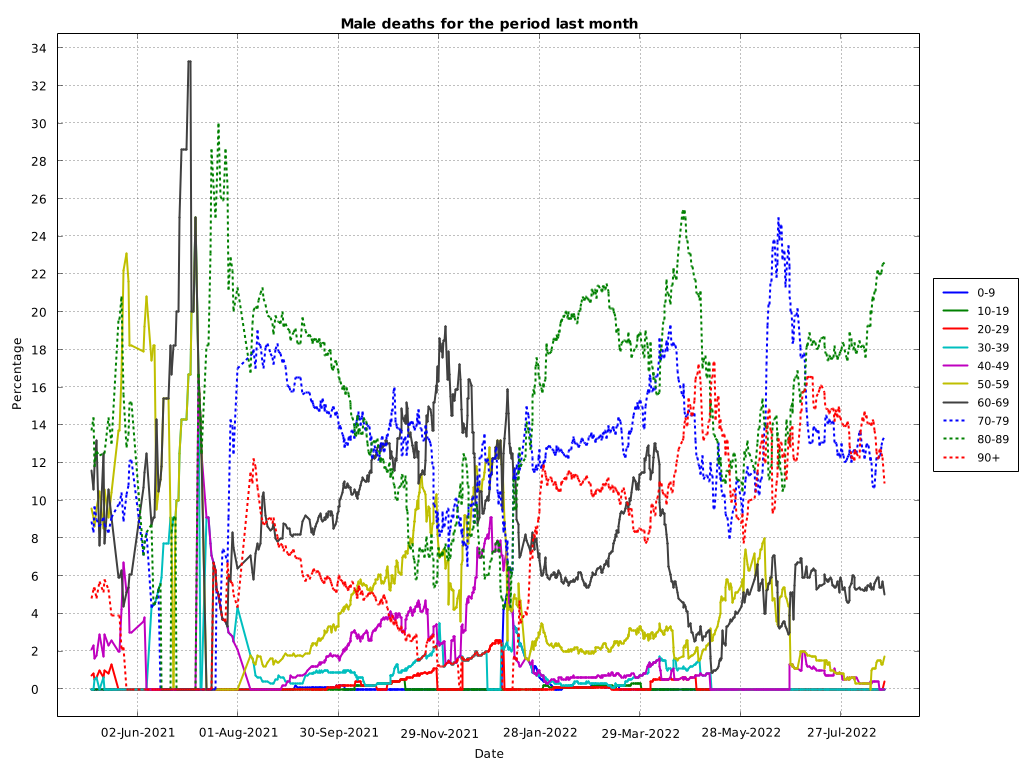 Male deaths for the period last month
34
32
30
28
26
24
22
20
18
16
14
12
10
8
6
4
2
0
Percentage
02-Jun-2021
01-Aug-2021
30-Sep-2021
29-Nov-2021
28-Jan-2022
29-Mar-2022
28-May-2022
27-Jul-2022
Date
0-9
10-19
20-29
30-39
40-49
50-59
60-69
70-79
80-89
90+